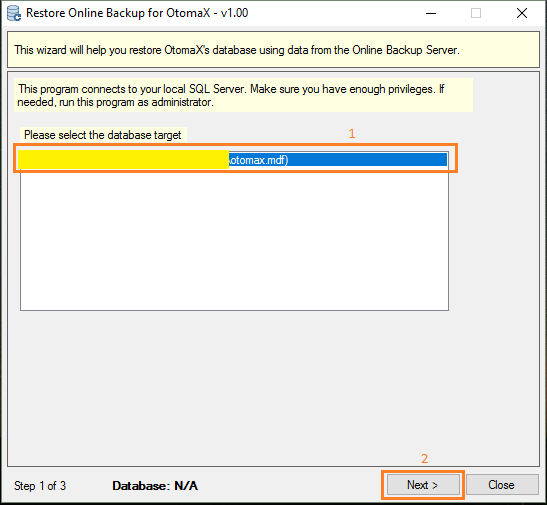 Restore Online Backup for OtomaX - v1.00
This wizard will help you restore OtomaX's database using data from the Online Backup Server.
This program connects to your local SQL Server. Make sure you have enough privileges. If
needed, run this program as administrator.
Please select the database target
1
\otomax.mdf)
2
Step 1 of 3
Database: N/A
Next >
Close